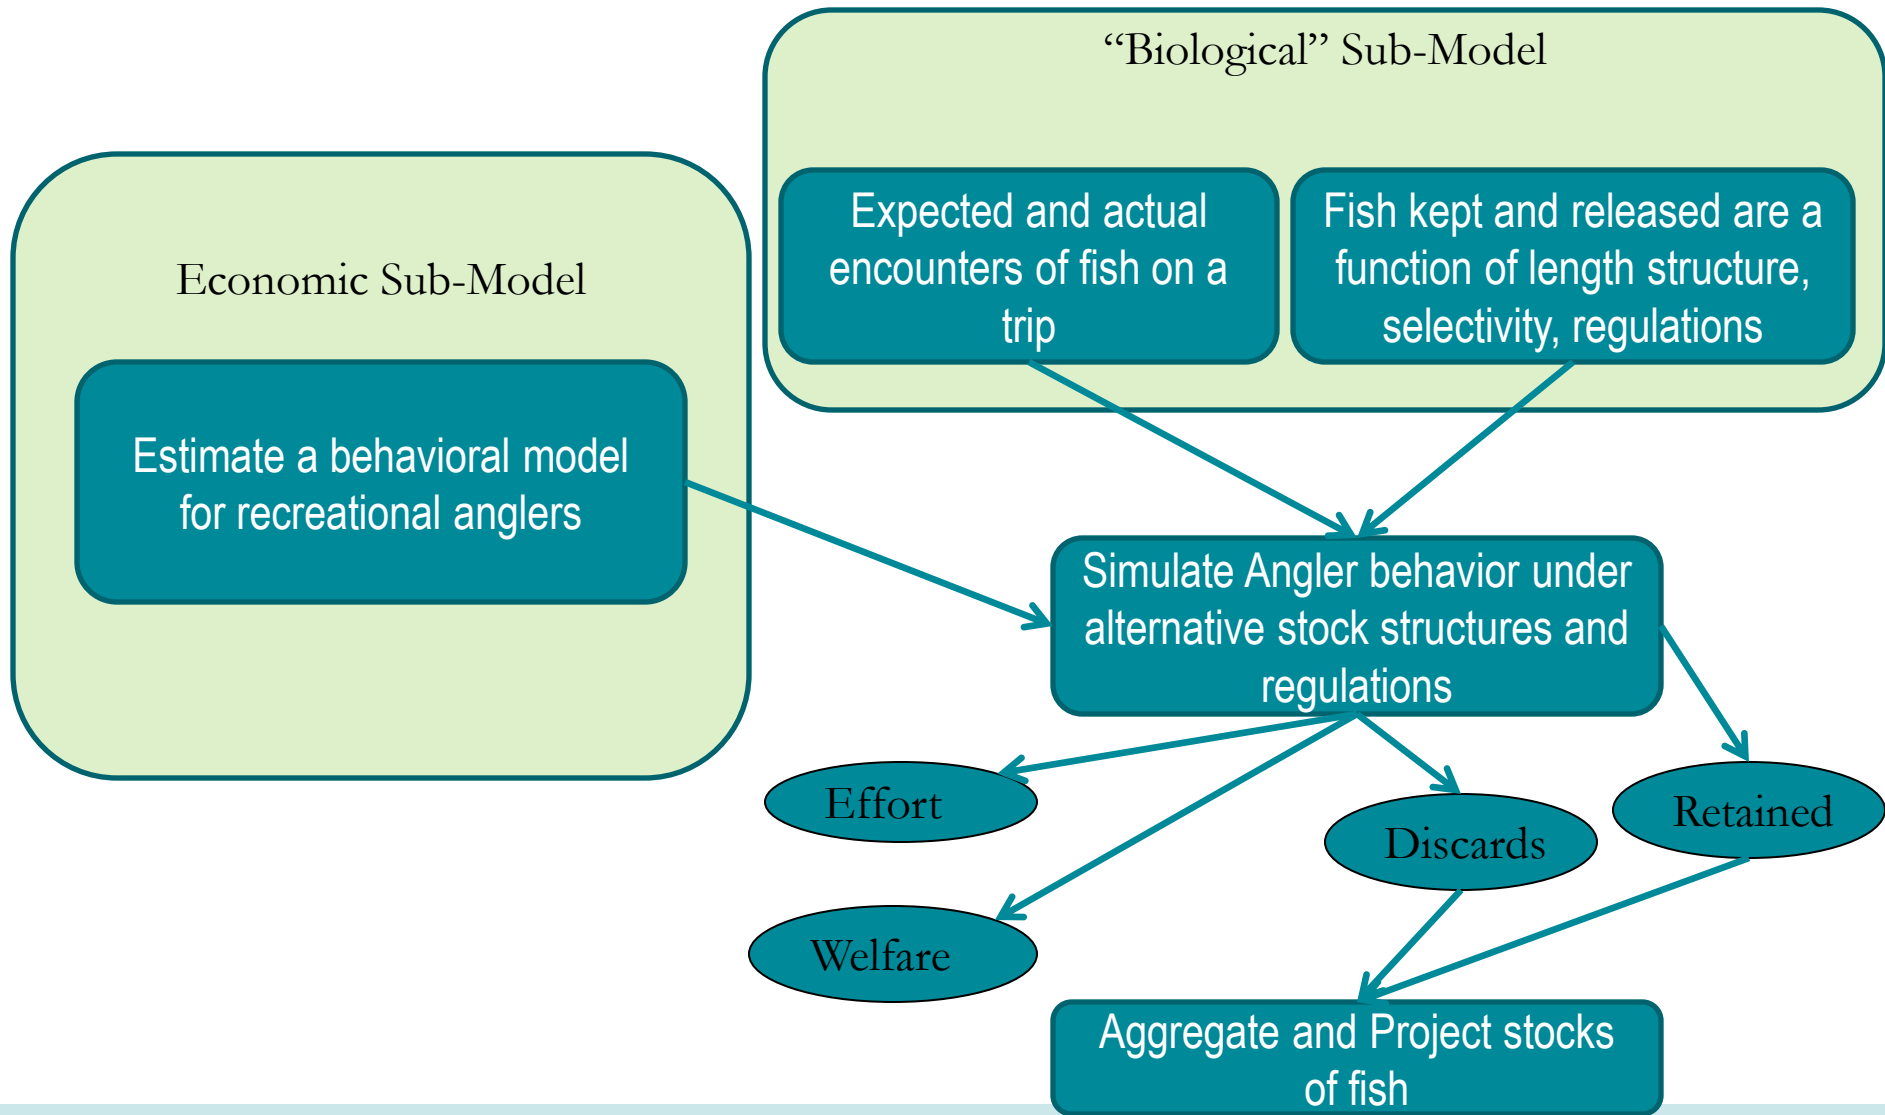 “Biological” Sub-Model
Expected and actual
encounters of fish on a
trip
Fish kept and released are a
function of length structure,
selectivity, regulations
Economic Sub-Model
Estimate a behavioral model
for recreational anglers
Simulate Angler behavior under
alternative stock structures and
regulations
Effort
Discards
Retained
Welfare
Aggregate and Project stocks
of fish